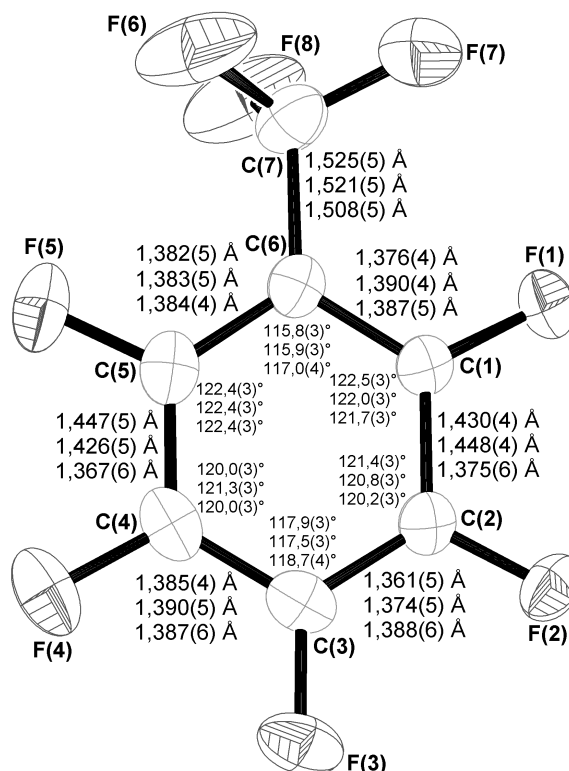 F(6)
F(8)
F(7)
C(7)
1,525(5) Å
1,521(5) Å
1,508(5) Å
C(6)
F(5)
1,382(5) Å
1,383(5) Å
1,384(4) Å
1,376(4) Å
1,390(4) Å
1,387(5) Å
F(1)
115,8(3)°
115,9(3)°
117,0(4)°
C(5)
122,4(3)°
122,4(3)°
122,4(3)°
122,5(3)°
122,0(3)°
121,7(3)°
C(1)
1,447(5) Å
1,426(5) Å
1,367(6) Å
1,430(4) Å
1,448(4) Å
1,375(6) Å
120,0(3)°
121,3(3)°
120,0(3)°
121,4(3)°
120,8(3)°
120,2(3)°
C(4)
C(2)
117,9(3)°
117,5(3)°
118,7(4)°
1,385(4) Å
1,390(5) Å
1,387(6) Å
1,361(5) Å
1,374(5) Å
1,388(6) Å
F(4)
C(3)
F(2)
F(3)